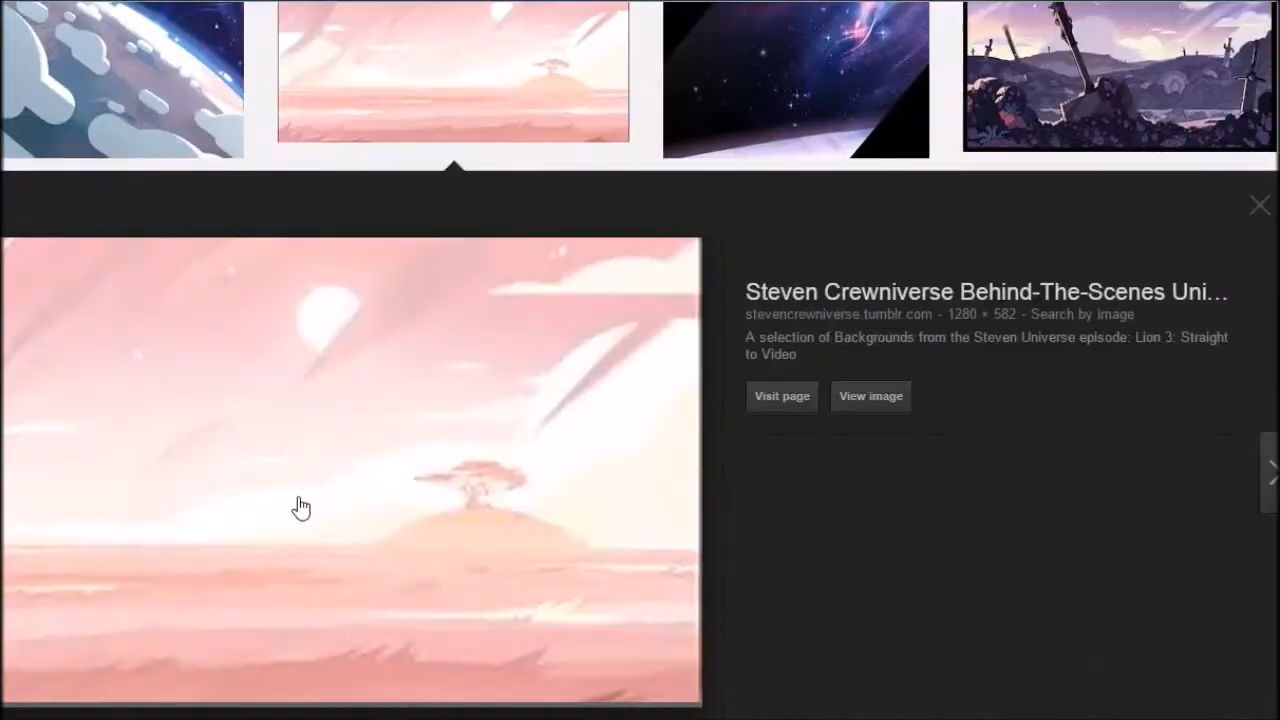 Steven Crewniverse Behind-The-Scenes Uni...
stevencrewniverse.tumblr.com - 1280 × 582 - Search by image
A selection of Backgrounds from the Steven Universe episode: Lion 3: Straight
to Video
Visit page
View image